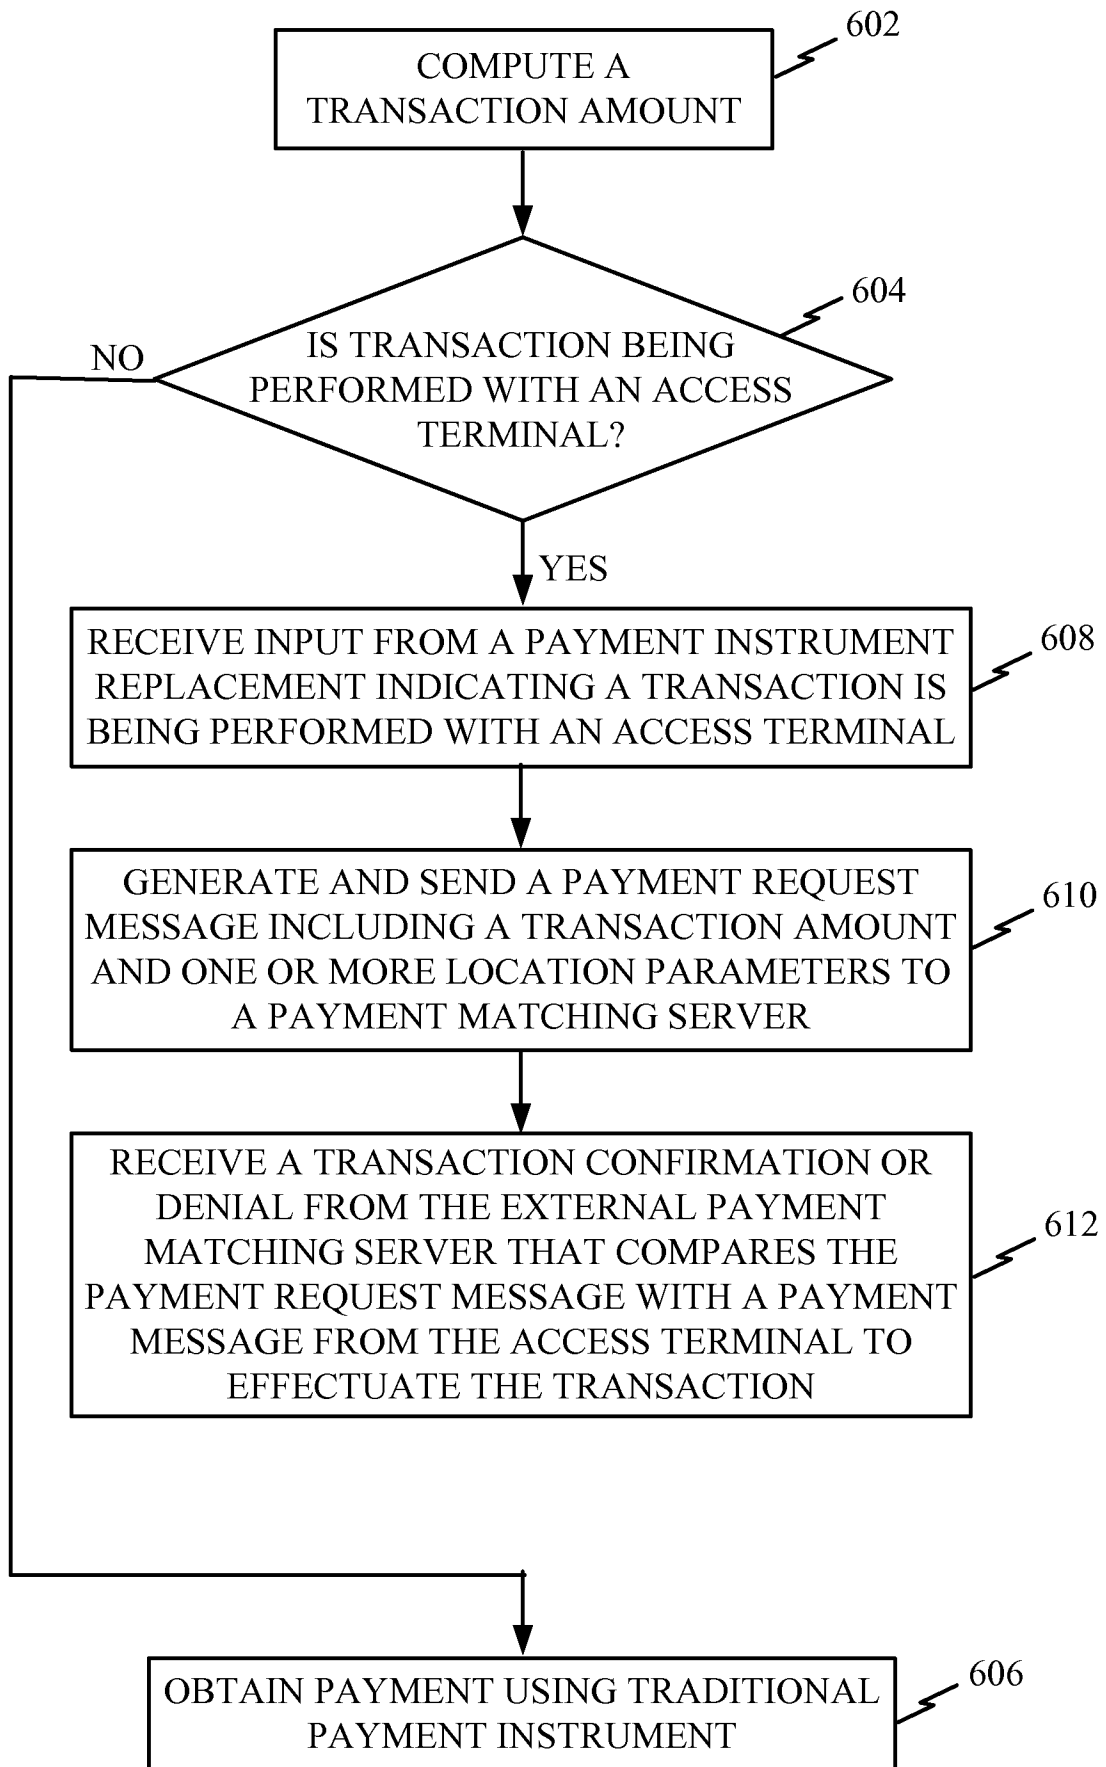 602
COMPUTE A
TRANSACTION AMOUNT
604
IS TRANSACTION BEING
PERFORMED WITH AN ACCESS
TERMINAL?
NO
YES
608
RECEIVE INPUT FROM A PAYMENT INSTRUMENT
REPLACEMENT INDICATING A TRANSACTION IS
BEING PERFORMED WITH AN ACCESS TERMINAL
610
GENERATE AND SEND A PAYMENT REQUEST
MESSAGE INCLUDING A TRANSACTION AMOUNT
AND ONE OR MORE LOCATION PARAMETERS TO
A PAYMENT MATCHING SERVER
612
RECEIVE A TRANSACTION CONFIRMATION OR
DENIAL FROM THE EXTERNAL PAYMENT
MATCHING SERVER THAT COMPARES THE
PAYMENT REQUEST MESSAGE WITH A PAYMENT
MESSAGE FROM THE ACCESS TERMINAL TO
EFFECTUATE THE TRANSACTION
606
OBTAIN PAYMENT USING TRADITIONAL
PAYMENT INSTRUMENT